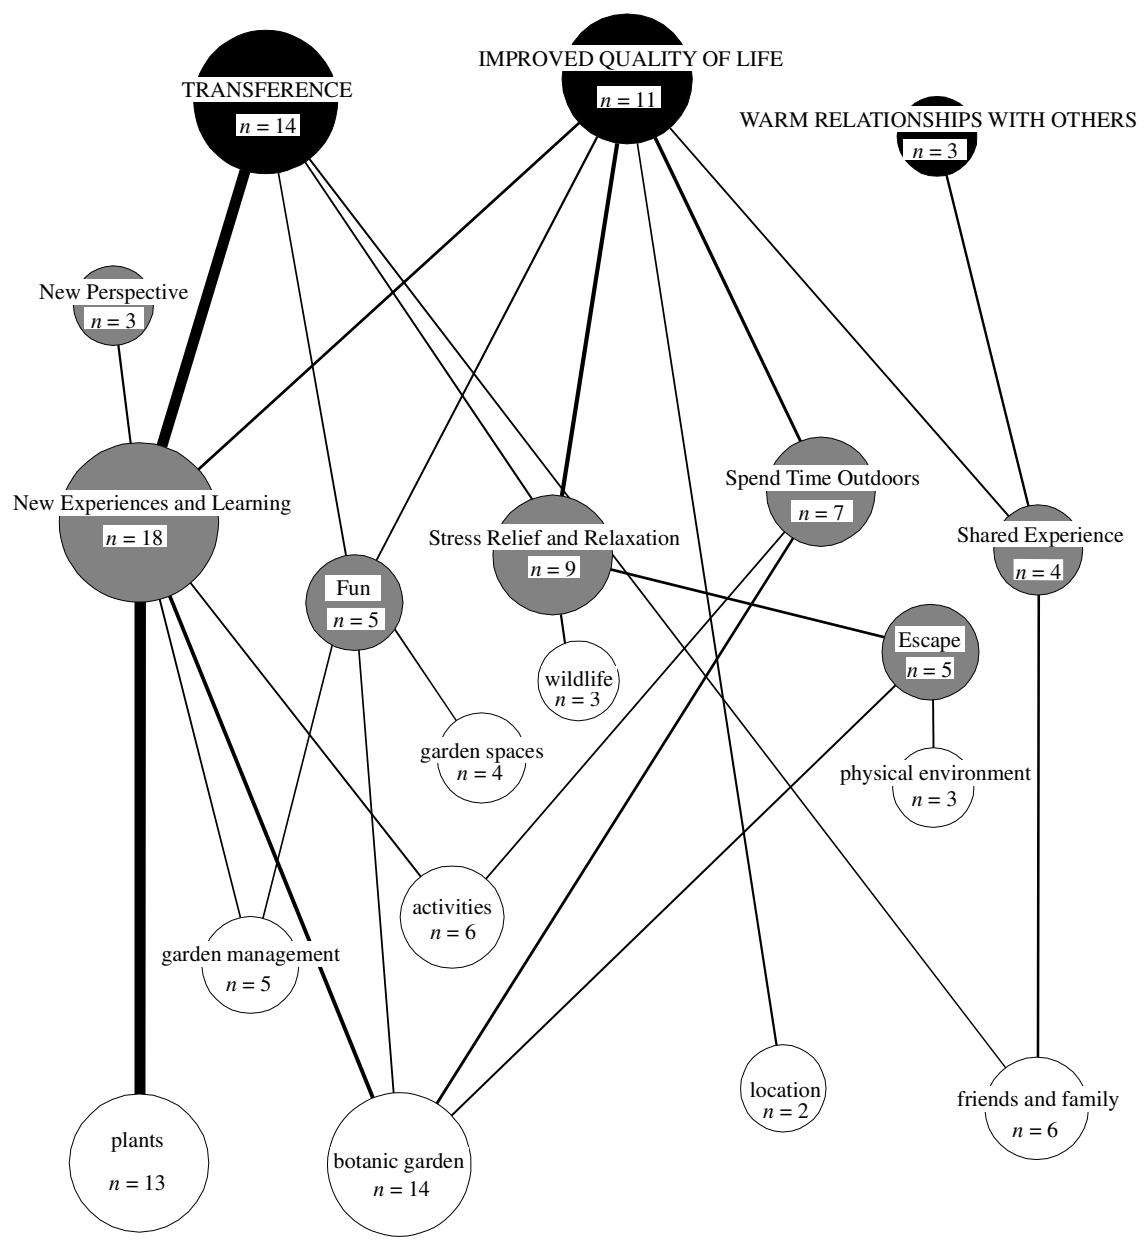 IMPROVED QUALITY OF LIFE
n = 11
TRANSFERENCE
n = 14
WARM RELATIONSHIPS WITH OTHERS
n = 3
New Perspective
n = 3
New Experiences and Learning
n = 18
Spend Time Outdoors
n = 7
Stress Relief and Relaxation
n = 9
Shared Experience
n = 4
Fun
n = 5
Escape
n = 5
wildlife
n = 3
garden spaces
n = 4
physical environment
n = 3
activities
n = 6
garden management
n = 5
location
n = 2
friends and family
n = 6
plants
n = 13
botanic garden
n = 14